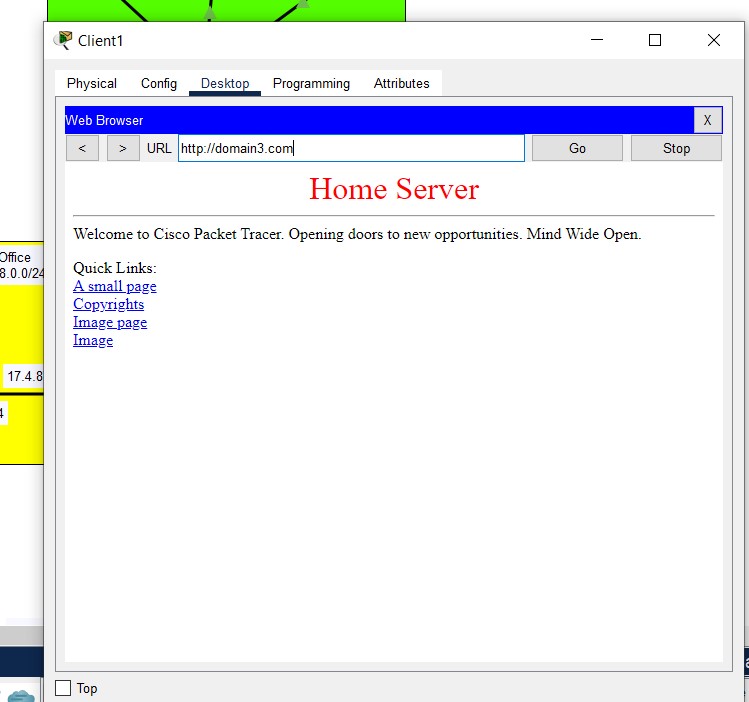 Client1
Physical Config Desktop Programming Attributes
Web Browser X
< > URL http://domain3.com Go Stop
Home Server
Welcome to Cisco Packet Tracer. Opening doors to new opportunities. Mind Wide Open.
Office
8.0.0/24
Quick Links:
A small page
Copyrights
Image page
Image
17.4.8
4
Top